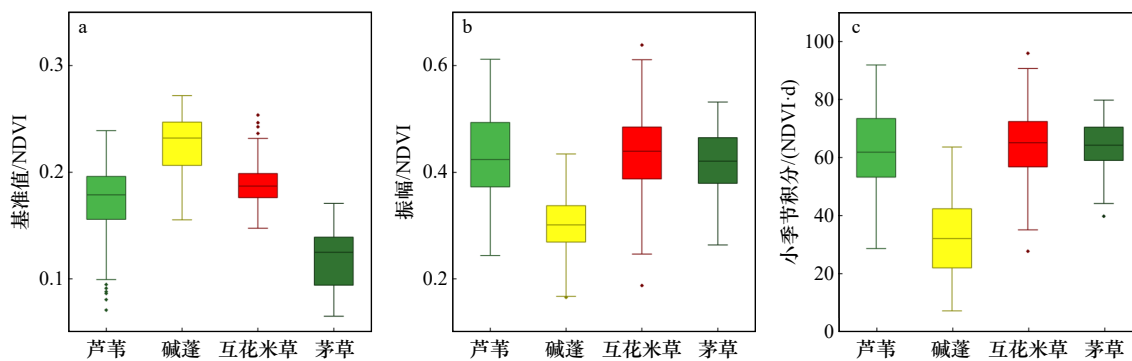 a
基准值/NDVI
0.3
0.2
0.1
芦苇 碱蓬 互花米草 茅草
b
振幅/NDVI
0.6
0.4
0.2
芦苇 碱蓬 互花米草 茅草
c
小季节积分/(NDVI·d)
100
80
60
40
20
0
芦苇 碱蓬 互花米草 茅草